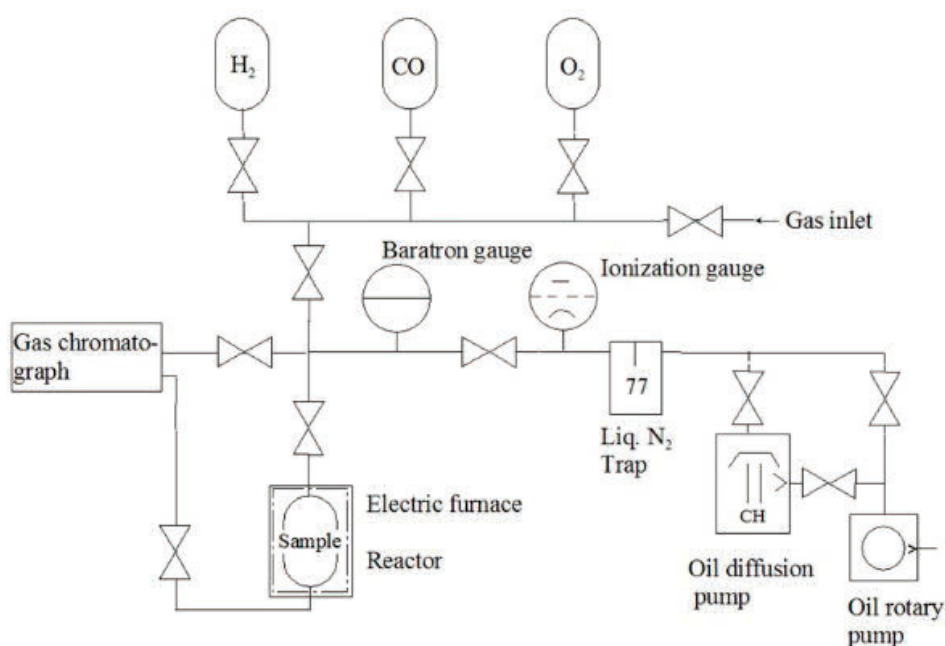 H₂
CO
O₂
Gas inlet
Baratron gauge
Ionization gauge
Gas chromato-
graph
77
Liq. N₂
Trap
Electric furnace
Sample
Reactor
CH
Oil diffusion
pump
Oil rotary
pump